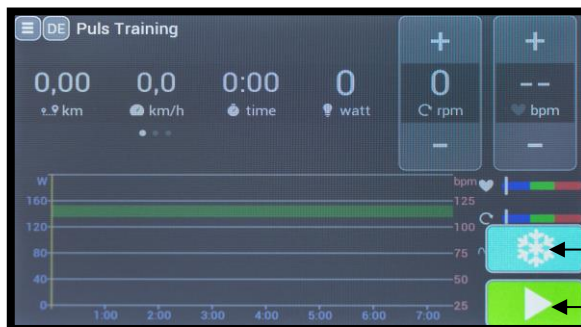 DE Puls Training
0,00 0,0 0:00 0 0 --
km km/h time watt rpm bpm
W bpm
160 125
120 100
80 75
40 50
0 25
1:00 2:00 3:00 4:00 5:00 6:00 7:00